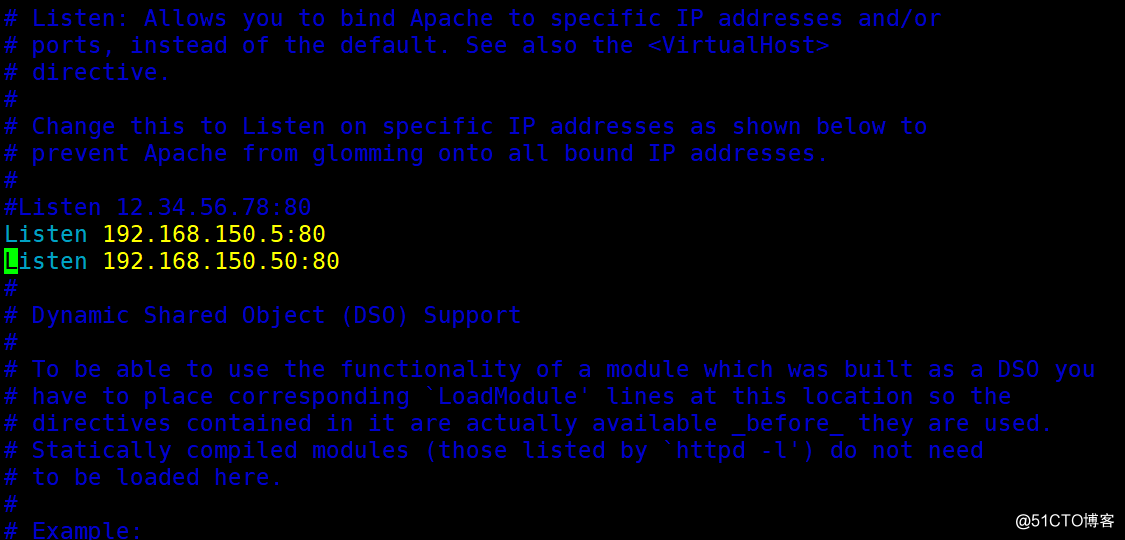 # Listen: Allows you to bind Apache to specific IP addresses and/or
# ports, instead of the default. See also the <VirtualHost>
# directive.
#
# Change this to Listen on specific IP addresses as shown below to
# prevent Apache from glomming onto all bound IP addresses.
#
#Listen 12.34.56.78:80
Listen 192.168.150.5:80
Listen 192.168.150.50:80
#
# Dynamic Shared Object (DSO) Support
#
# To be able to use the functionality of a module which was built as a DSO you
# have to place corresponding `LoadModule' lines at this location so the
# directives contained in it are actually available _before_ they are used.
# Statically compiled modules (those listed by `httpd -l') do not need
# to be loaded here.
#
# Example:
@51CTO博客